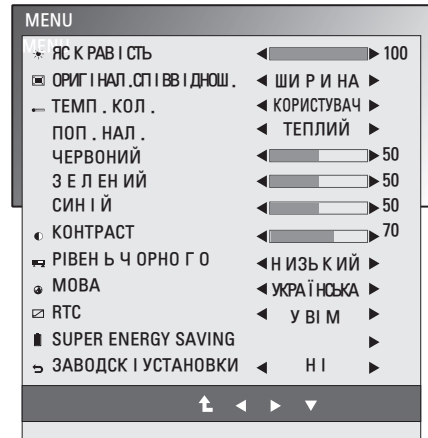 MENU
MENU
ЯСКРАВІСТЬ 100
ОРИГІНАЛ.СПІВВІДНОШ. ШИРИНА
ТЕМП.КОЛ. КОРИСТУВАЧ
ПОП.НАЛ. ТЕПЛИЙ
ЧЕРВОНИЙ 50
ЗЕЛЕНИЙ 50
СИНІЙ 50
КОНТРАСТ 70
РІВЕНЬ ЧОРНОГО НИЗЬКИЙ
МОВА УКРАЇНСЬКА
RTC УВІМ
SUPER ENERGY SAVING
ЗАВОДСКІ УСТАНОВКИ НІ